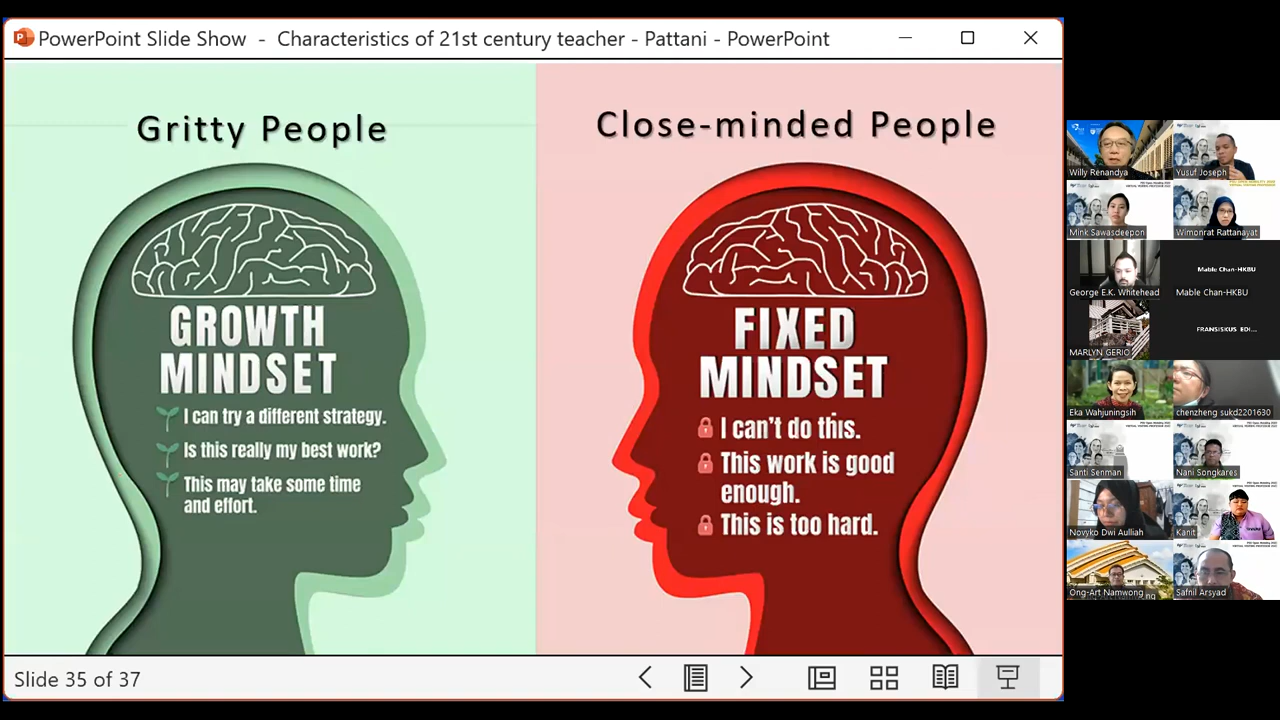 PowerPoint Slide Show - Characteristics of 21st century teacher - Pattani - PowerPoint
Gritty People
GROWTH
MINDSET
I can try a different strategy.
Is this really my best work?
This may take some time
and effort.
Close-minded People
FIXED
MINDSET
I can't do this.
This work is good
enough.
This is too hard.
Slide 35 of 37
Willy Renandya
Yusuf Joseph
Mink Sawasdeepon
Wimonrat Rattanayat
George E.K. Whitehead
Mable Chan-HKBU
Mable Chan-HKBU
MARLYN GERIO
FRANSISKUS EDI...
Eka Wahjuningsih
chenzheng sukd2201630
Santi Senman
Nani Songkares
Novyko Dwi Aulliah
Kanit
Ong-Art Namwong
Safnil Arsyad